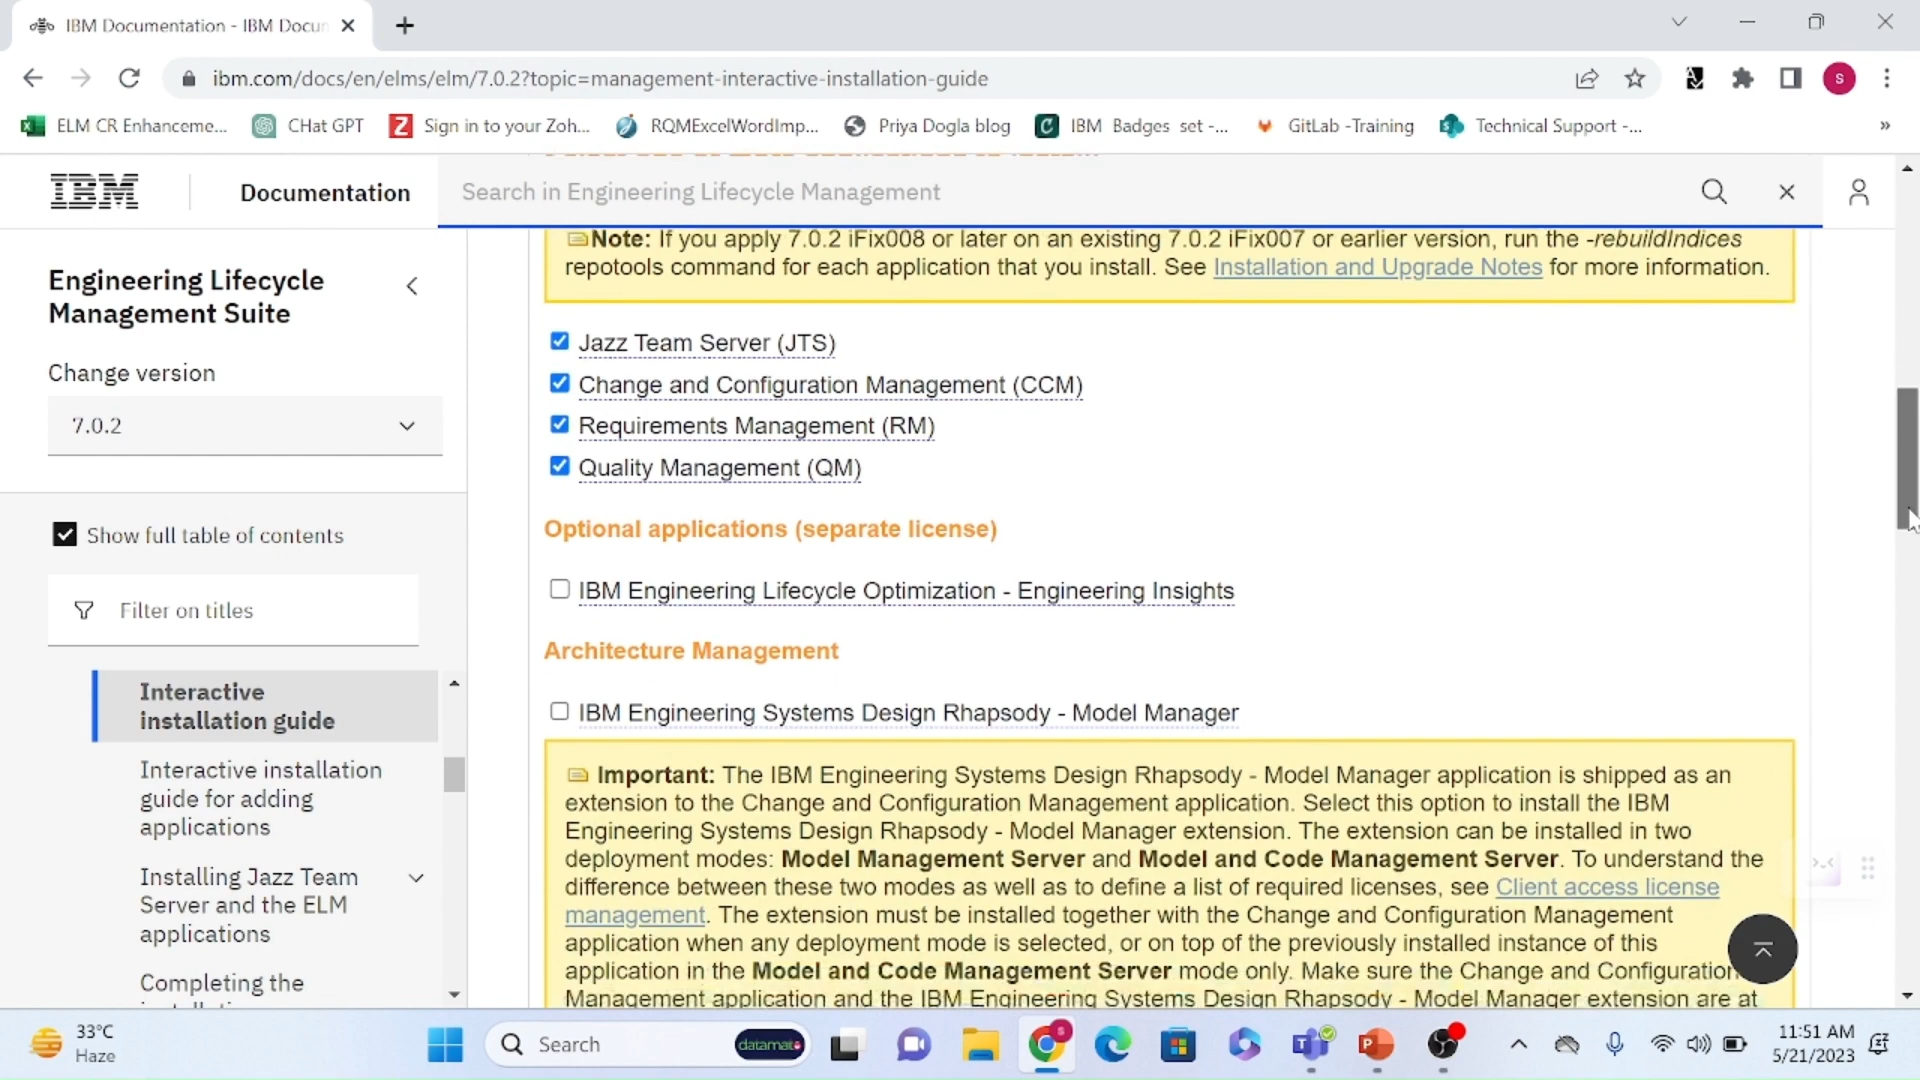 IBM Documentation - IBM Docun
ibm.com/docs/en/elms/elm/7.0.2?topic=management-interactive-installation-guide
S
ELM CR Enhanceme...
CHat GPT
Sign in to your Zoh...
RQMExcelWordImp...
Priya Dogla blog
IBM Badges set -...
GitLab -Training
Technical Support -...
»
IBM
Documentation
Search in Engineering Lifecycle Management
Engineering Lifecycle
Management Suite
Change version
7.0.2
Show full table of contents
Filter on titles
Interactive
installation guide
Interactive installation
guide for adding
applications
Installing Jazz Team
Server and the ELM
applications
Completing the
Note: If you apply 7.0.2 iFix008 or later on an existing 7.0.2 iFix007 or earlier version, run the -rebuildIndices
repotools command for each application that you install. See Installation and Upgrade Notes for more information.
Jazz Team Server (JTS)
Change and Configuration Management (CCM)
Requirements Management (RM)
Quality Management (QM)
Optional applications (separate license)
IBM Engineering Lifecycle Optimization - Engineering Insights
Architecture Management
IBM Engineering Systems Design Rhapsody - Model Manager
Important: The IBM Engineering Systems Design Rhapsody - Model Manager application is shipped as an
extension to the Change and Configuration Management application. Select this option to install the IBM
Engineering Systems Design Rhapsody - Model Manager extension. The extension can be installed in two
deployment modes: Model Management Server and Model and Code Management Server. To understand the
difference between these two modes as well as to define a list of required licenses, see Client access license
management. The extension must be installed together with the Change and Configuration Management
application when any deployment mode is selected, or on top of the previously installed instance of this
application in the Model and Code Management Server mode only. Make sure the Change and Configuration
Management application and the IBM Engineering Systems Design Rhapsody - Model Manager extension are at
33°C
Haze
Search
datamato
11:51 AM
5/21/2023